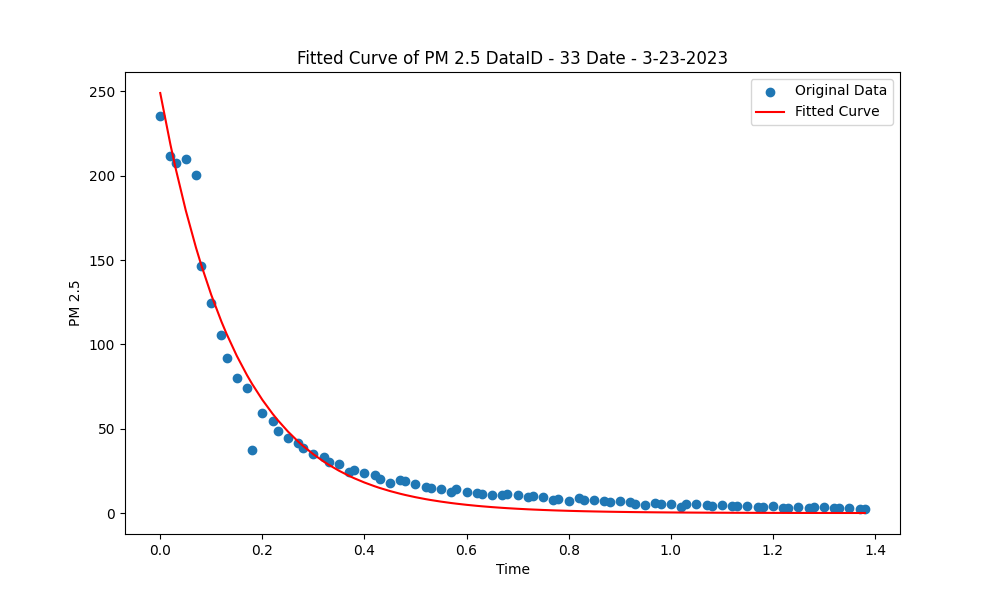 Fitted Curve of PM 2.5 DataID - 33 Date - 3-23-2023
Original Data
Fitted Curve
250
200
150
100
50
0
PM 2.5
0.0 0.2 0.4 0.6 0.8 1.0 1.2 1.4
Time